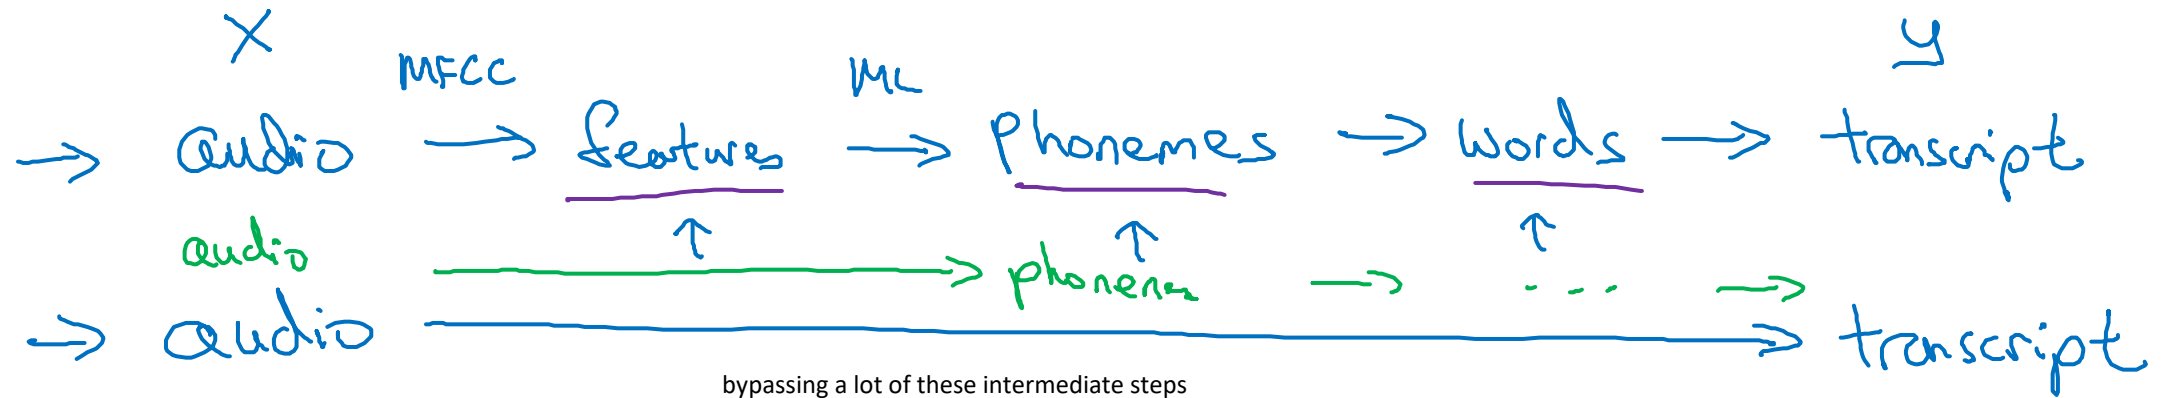 X y
MFCC ML
→ audio → features → phonemes → words → transcript
↑ ↑ ↑
audio → phonemes → ... →
→ audio → transcript
bypassing a lot of these intermediate steps